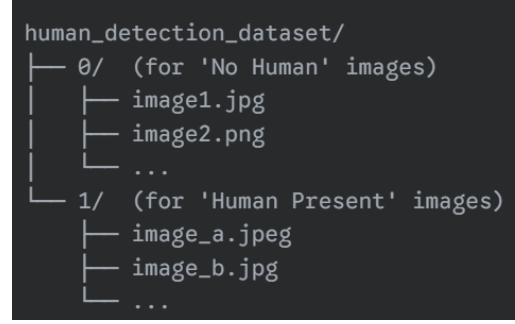 human_detection_dataset/
├── 0/  (for 'No Human' images)
│   ├── image1.jpg
│   ├── image2.png
│   └── ...
└── 1/  (for 'Human Present' images)
    ├── image_a.jpeg
    ├── image_b.jpg
    └── ...